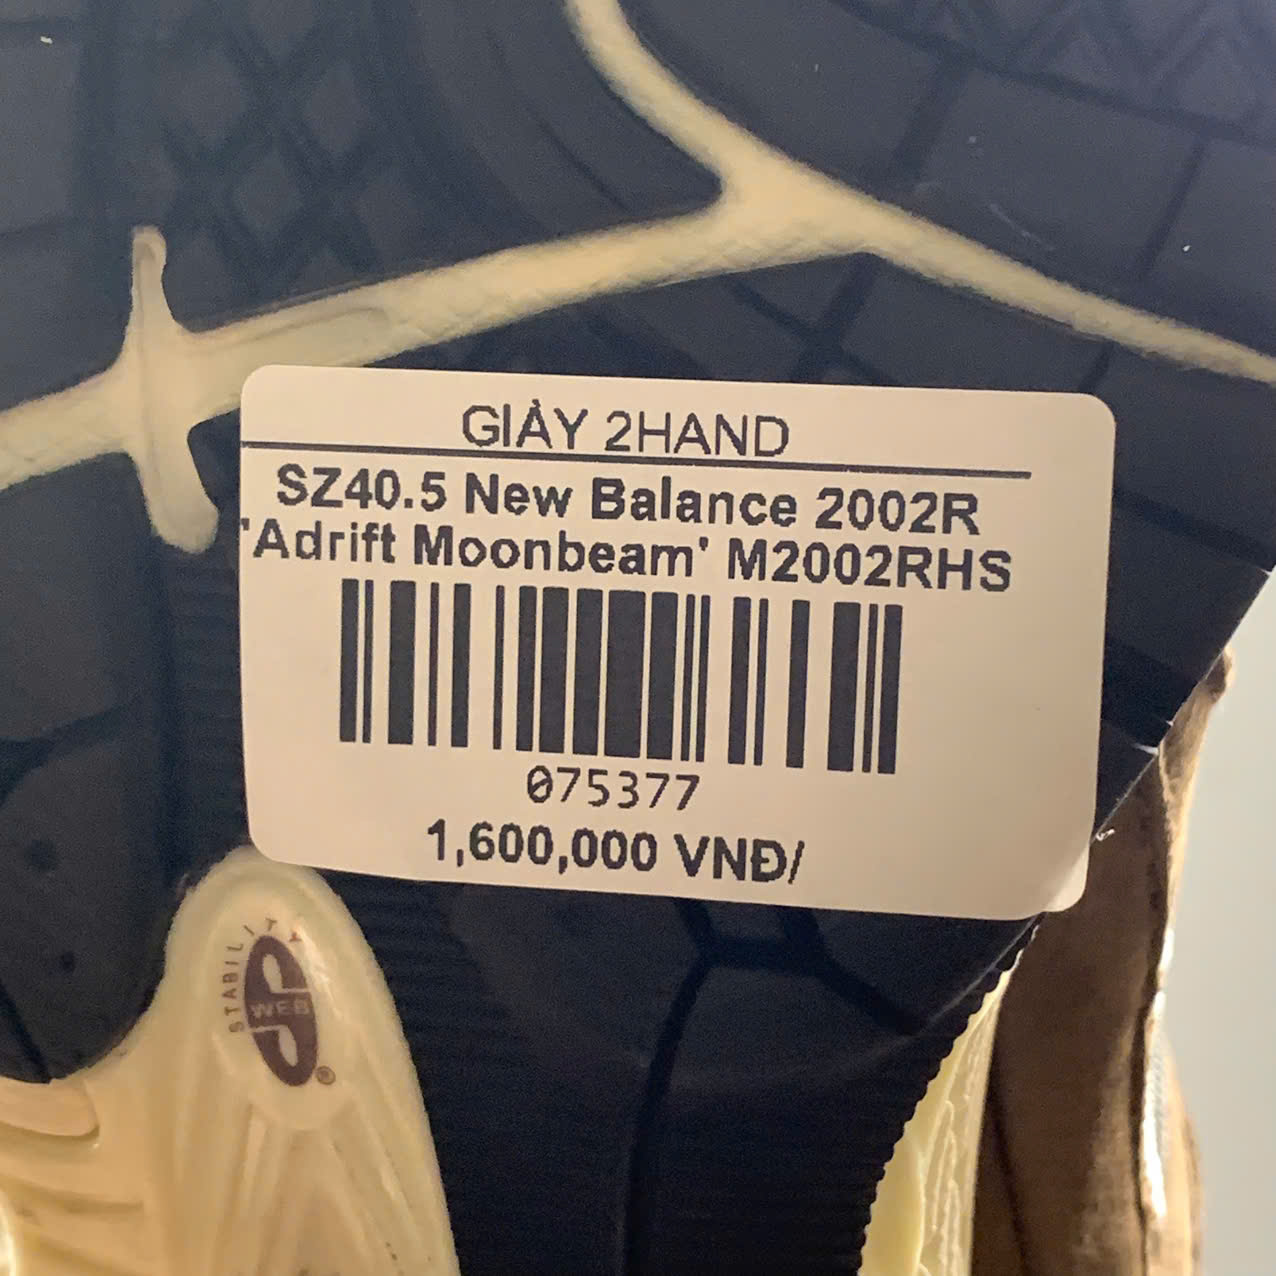 GIÀY 2HAND
SZ40.5 New Balance 2002R
'Adrift Moonbeam' M2002RHS
075377
1,600,000 VNĐ/
STABILITY
WEB
®